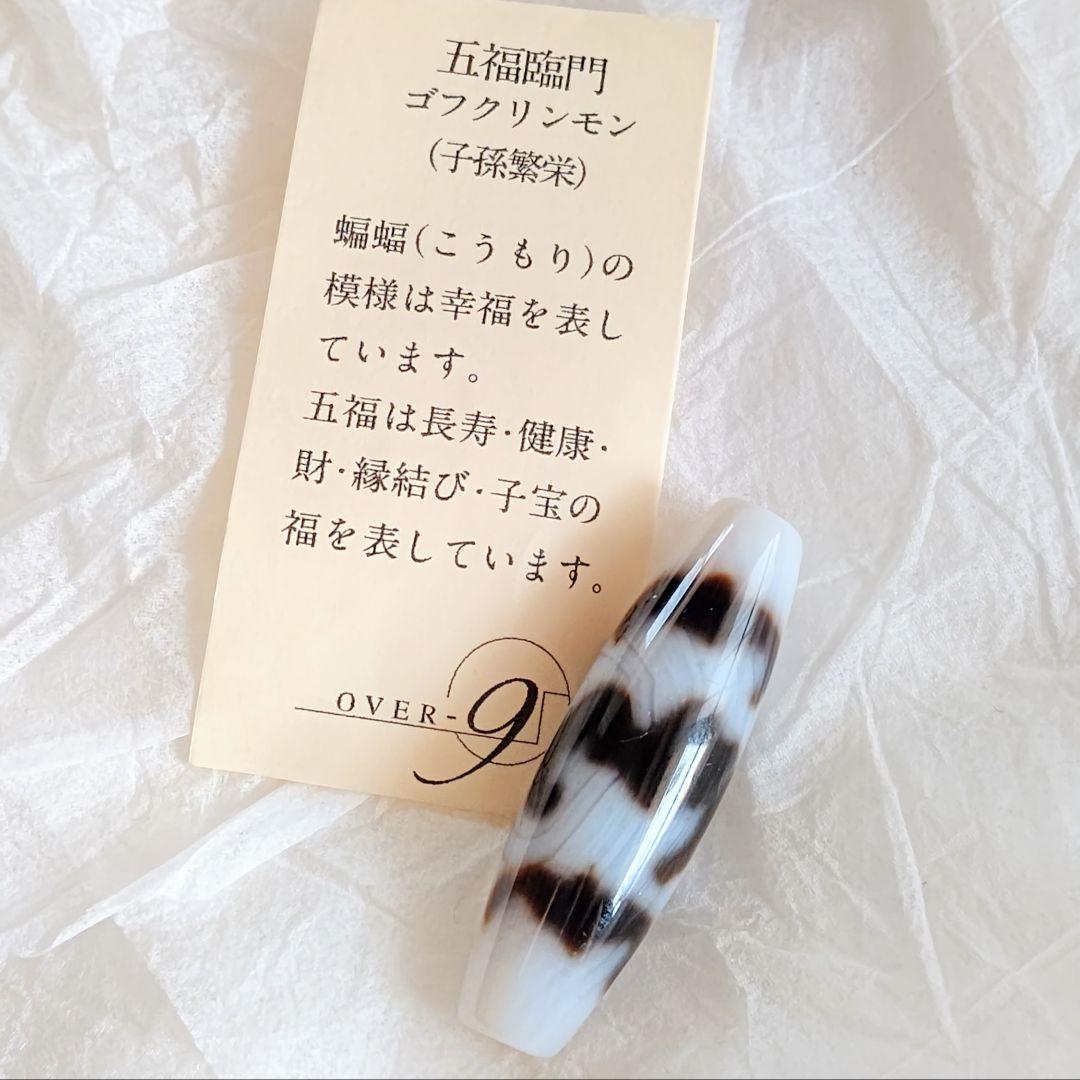 五福臨門
ゴフクリンモン
(子孫繁栄)
蝙蝠(こうもり)の
模様は幸福を表し
ています。
五福は長寿・健康・
財・縁結び・子宝の
福を表しています。
OVER-9